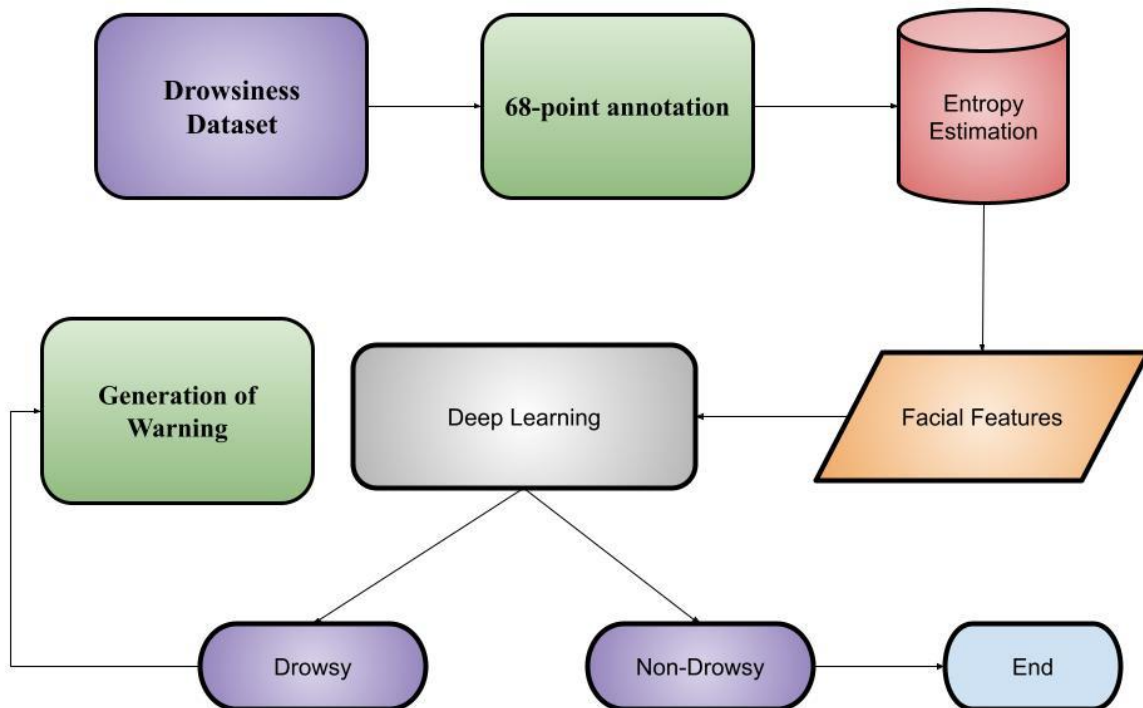 Drowsiness
Dataset
68-point annotation
Entropy
Estimation
Generation of
Warning
Deep Learning
Facial Features
Drowsy
Non-Drowsy
End